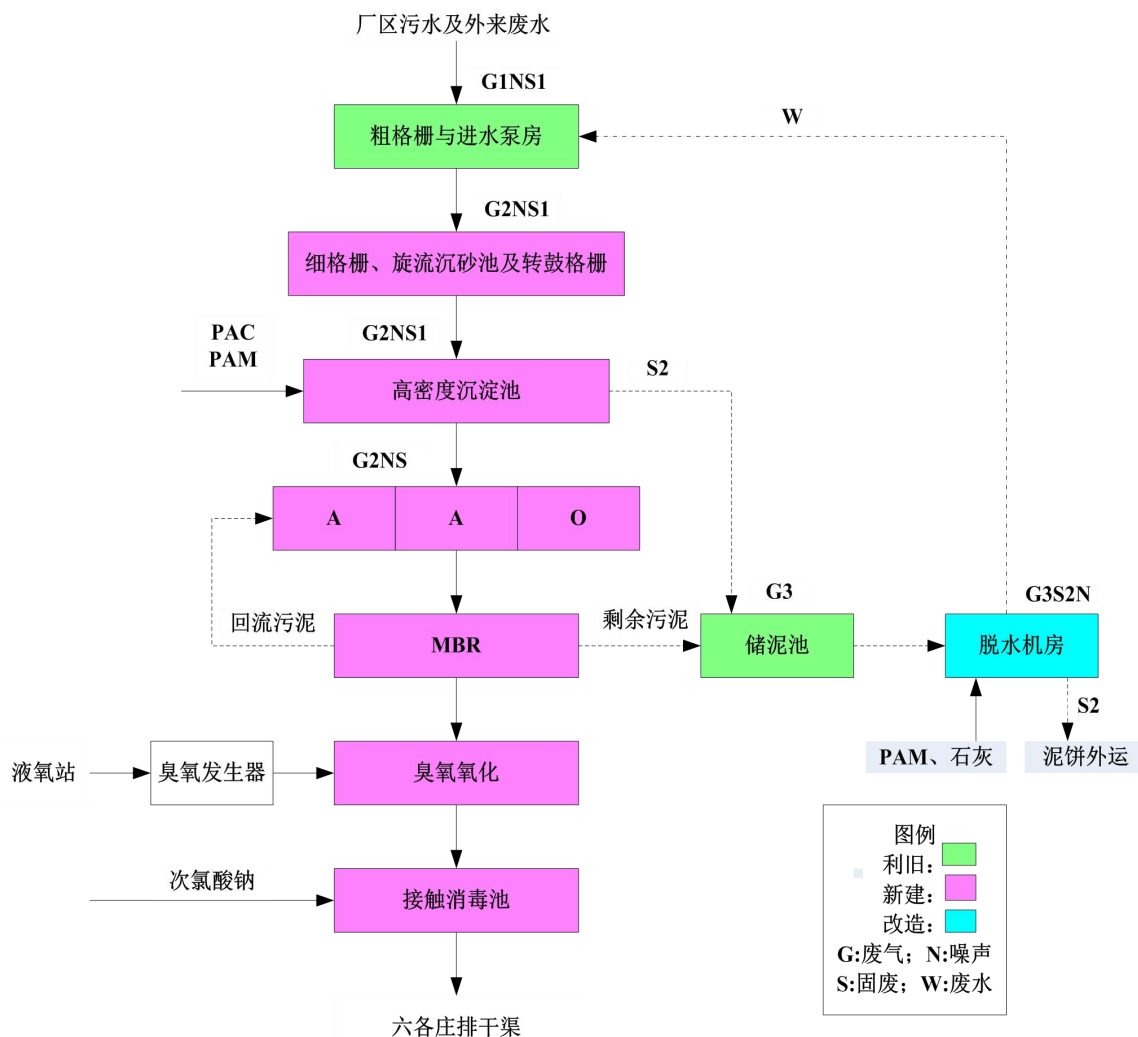 厂区污水及外来废水
G1NS1
粗格栅与进水泵房
W
G2NS1
细格栅、旋流沉砂池及转鼓格栅
G2NS1
PAC
PAM
高密度沉淀池
S2
G2NS
A
A
O
回流污泥
MBR
剩余污泥
G3
储泥池
G3S2N
脱水机房
S2
PAM、石灰
泥饼外运
液氧站
臭氧发生器
臭氧氧化
次氯酸钠
接触消毒池
六各庄排干渠
图例
利旧：
新建：
改造：
G:废气；N:噪声
S:固废；W:废水